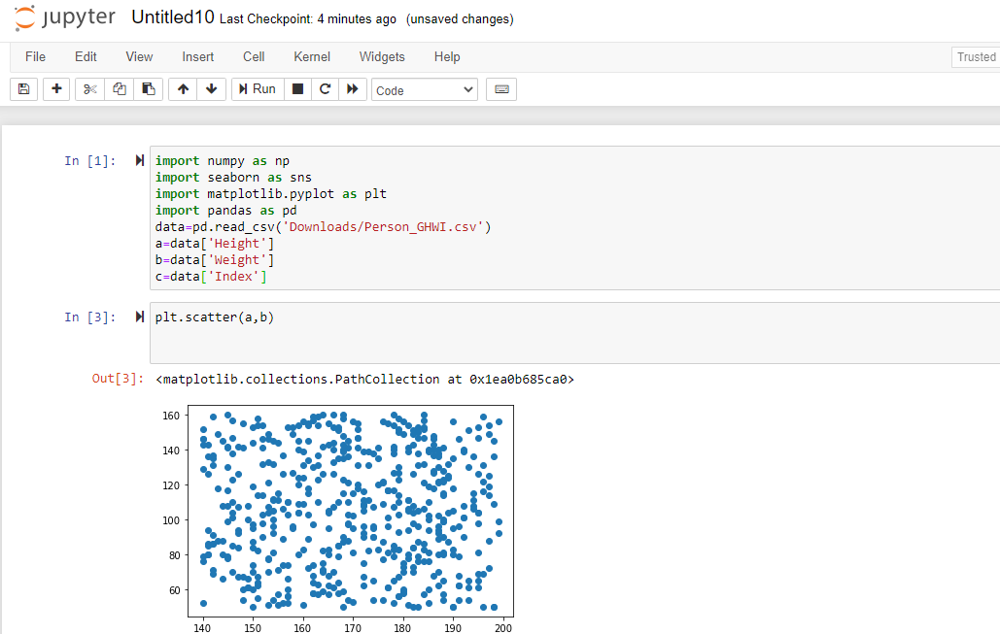 jupyter Untitled10 Last Checkpoint: 4 minutes ago (unsaved changes)
File Edit View Insert Cell Kernel Widgets Help Trusted
Run Code
In [1]:
import numpy as np
import seaborn as sns
import matplotlib.pyplot as plt
import pandas as pd
data=pd.read_csv('Downloads/Person_GHWI.csv')
a=data['Height']
b=data['Weight']
c=data['Index']
In [3]:
plt.scatter(a,b)
Out[3]: <matplotlib.collections.PathCollection at 0x1ea0b685ca0>
160
140
120
100
80
60
140 150 160 170 180 190 200